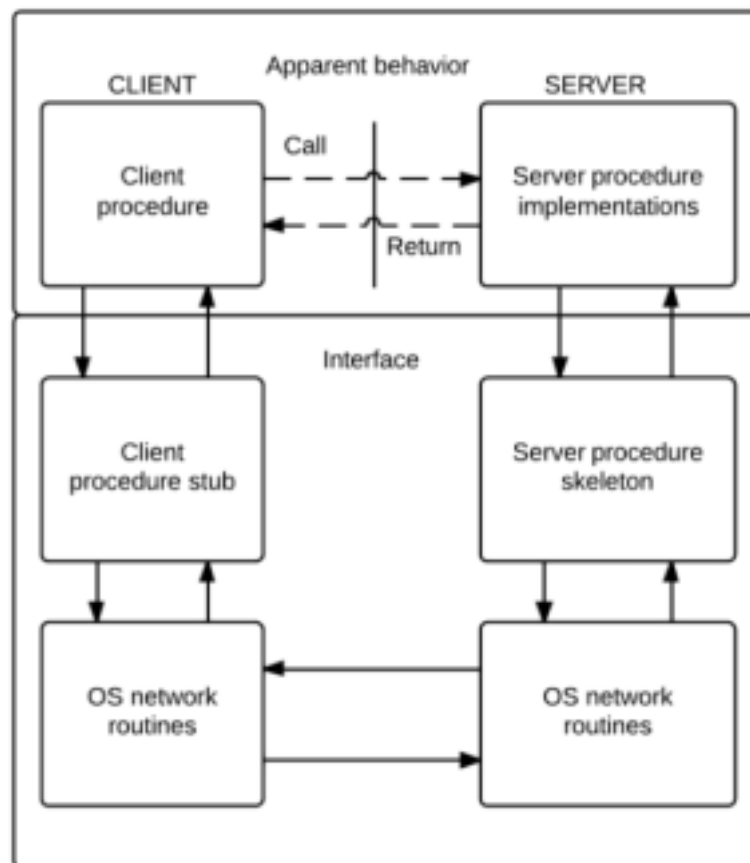 Apparent behavior
CLIENT
SERVER
Call
Client
procedure
Server procedure
implementations
Return
Interface
Client
procedure stub
Server procedure
skeleton
OS network
routines
OS network
routines